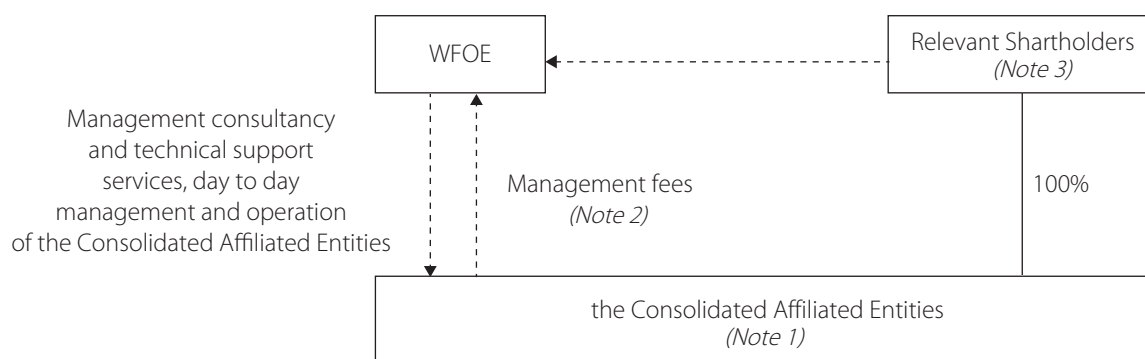 WFOE
Relevant Shartholders
(Note 3)
Management consultancy
and technical support
services, day to day
management and operation
of the Consolidated Affiliated Entities
Management fees
(Note 2)
100%
the Consolidated Affiliated Entities
(Note 1)